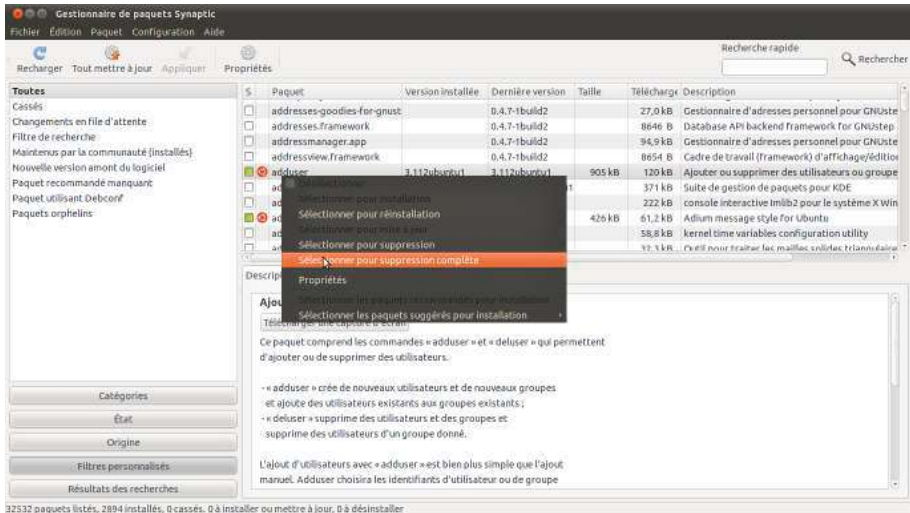 Gestionnaire de paquets Synaptic
Fichier Édition Paquet Configuration Aide
Recharger Tout mettre à jour Appliquer Propriétés
Recherche rapide
Rechercher
Toutes
Cassés
Changements en file d'attente
Filtre de recherche
Maintenus par la communauté (installés)
Nouvelle version amont du logiciel
Paquet recommandé manquant
Paquet utilisant Debconf
Paquets orphelins
S Paquet Version installée Dernière version Taille Télécharge Description
addresses-goodies-for-gnust 0.4.7-1build2 27,0 kB Gestionnaire d'adresses personnel pour GNUste
addresses.framework 0.4.7-1build2 8646 B Database API backend framework for GNUstep
addressmanager.app 0.4.7-1build2 94,9 kB Gestionnaire d'adresses personnel pour GNUste
addressview.framework 0.4.7-1build2 8654 B Cadre de travail (framework) d'affichage/éditio
adduser 3.112ubuntu1 3.112ubuntu1 905 kB 120 kB Ajouter ou supprimer des utilisateurs ou groupe
371 kB Suite de gestion de paquets pour KDE
222 kB console interactive Imlib2 pour le système X Win
426 kB 61,2 kB Adium message style for Ubuntu
58,8 kB kernel time variables configuration utility
32,3 kB Outil pour traiter les mailles solides triangulaire
Désélectionner
Sélectionner pour installation
Sélectionner pour réinstallation
Sélectionner pour mise à jour
Sélectionner pour suppression
Sélectionner pour suppression complète
Propriétés
Sélectionner les paquets recommandés pour installation
Sélectionner les paquets suggérés pour installation
Descrip
Ajou
Télécharger une capture d'écran
Ce paquet comprend les commandes « adduser » et « deluser » qui permettent
d'ajouter ou de supprimer des utilisateurs.
- « adduser » crée de nouveaux utilisateurs et de nouveaux groupes
et ajoute des utilisateurs existants aux groupes existants ;
- « deluser » supprime des utilisateurs et des groupes et
supprime des utilisateurs d'un groupe donné.
L'ajout d'utilisateurs avec « adduser » est bien plus simple que l'ajout
manuel. Adduser choisira les identifiants d'utilisateur ou de groupe
Catégories
État
Origine
Filtres personnalisés
Résultats des recherches
32532 paquets listés, 2894 installés, 0 cassés. 0 à installer ou mettre à jour, 0 à désinstaller